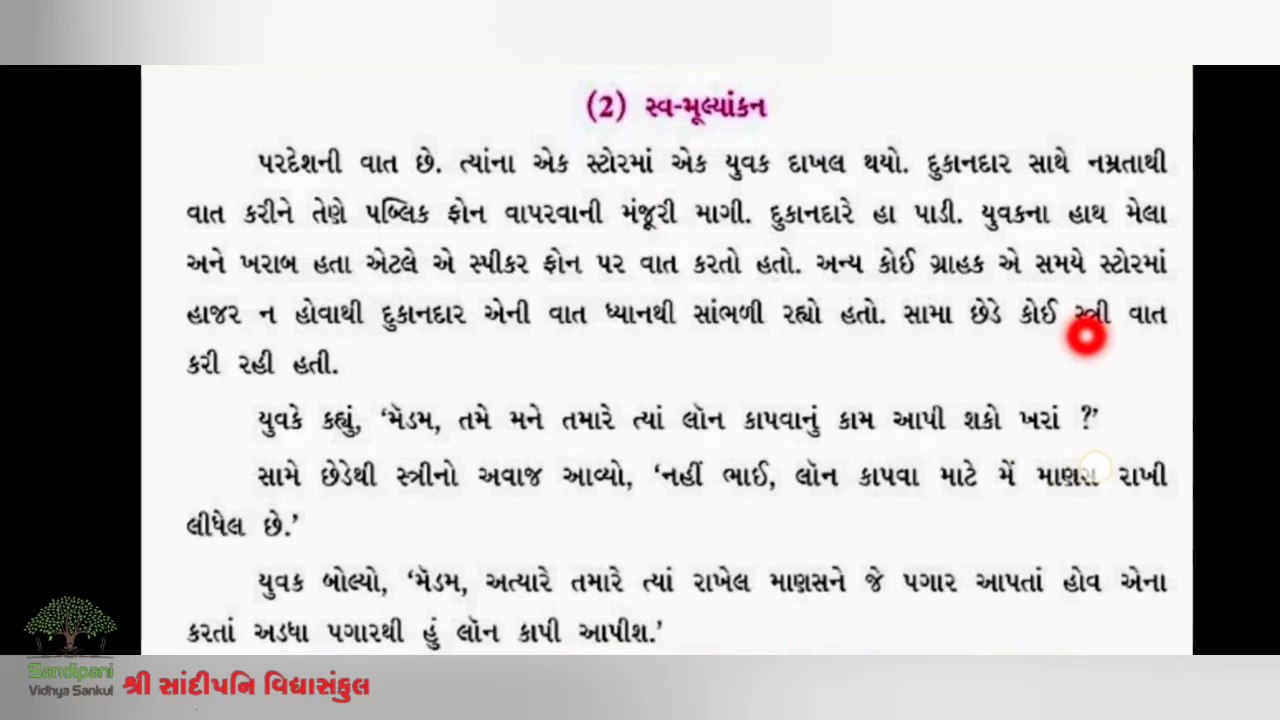 (2) સ્વ-મૂલ્યાંકન
પરદેશની વાત છે. ત્યાંના એક સ્ટોરમાં એક યુવક દાખલ થયો. દુકાનદાર સાથે નમ્રતાથી
વાત કરીને તેણે પબ્લિક ફોન વાપરવાની મંજૂરી માગી. દુકાનદારે હા પાડી. યુવકના હાથ મેલા
અને ખરાબ હતા એટલે એ સ્પીકર ફોન પર વાત કરતો હતો. અન્ય કોઈ ગ્રાહક એ સમયે સ્ટોરમાં
હાજર ન હોવાથી દુકાનદાર એની વાત ધ્યાનથી સાંભળી રહ્યો હતો. સામા છેડે કોઈ સ્ત્રી વાત
કરી રહી હતી.
યુવકે કહ્યું, ‘મૅડમ, તમે મને તમારે ત્યાં લૉન કાપવાનું કામ આપી શકો ખરાં ?’
સામે છેડેથી સ્ત્રીનો અવાજ આવ્યો, ‘નહીં ભાઈ, લૉન કાપવા માટે મેં માણસ રાખી
લીધેલ છે.’
યુવક બોલ્યો, ‘મૅડમ, અત્યારે તમારે ત્યાં રાખેલ માણસને જે પગાર આપતાં હોવ એના
કરતાં અડધા પગારથી હું લૉન કાપી આપીશ.’
Sandipani
Vidhya Sankul
શ્રી સાંદીપનિ વિદ્યાસંકુલ